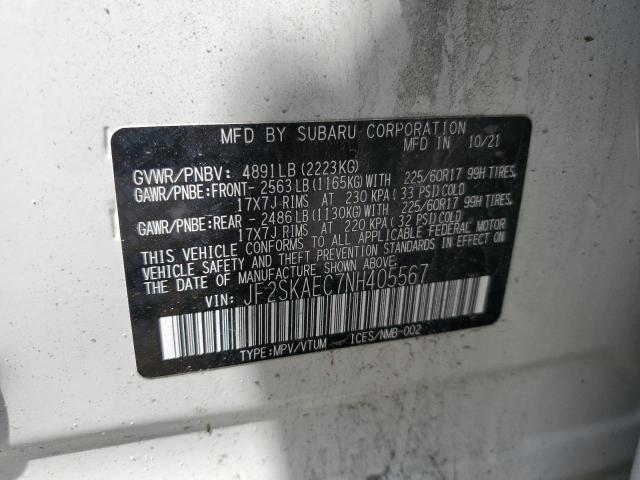 MFD BY SUBARU CORPORATION
MFD IN 10/21
GVWR/PNBV: 4891LB(2223KG)
GAWR/PNBE:FRONT- 2563LB(1165KG)WITH 225/60R17 99H TIRES,
17X7J RIMS AT 230 KPA(33 PSI)COLD
GAWR/PNBE:REAR - 2486LB(1130KG)WITH 225/60R17 99H TIRES,
17X7J RIMS AT 220 KPA(32 PSI)COLD
THIS VEHICLE CONFORMS TO ALL APPLICABLE FEDERAL MOTOR
VEHICLE SAFETY AND THEFT PREVENTION STANDARDS IN EFFECT ON
THE DATE OF MANUFACTURE SHOWN ABOVE.
VIN: JF2SKAEC7NH405567
TYPE:MPV/VTUM ICES/NMB-002